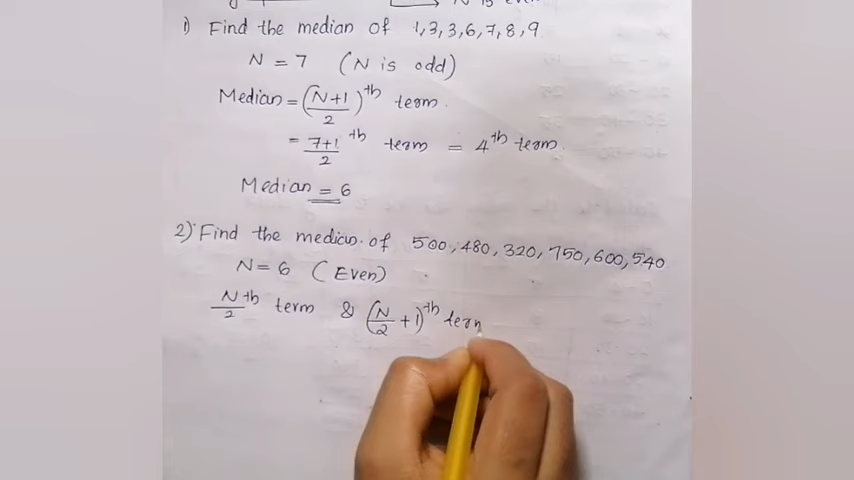 N is even
1) Find the median of 1,3,3,6,7,8,9
N = 7 (N is odd)
Median = (N+1/2)th term.
= 7+1/2 th term = 4th term.
Median = 6
2) Find the median of 500, 480, 320, 750, 600, 540
N = 6 (Even)
N/2 th term & (N/2 + 1)th term